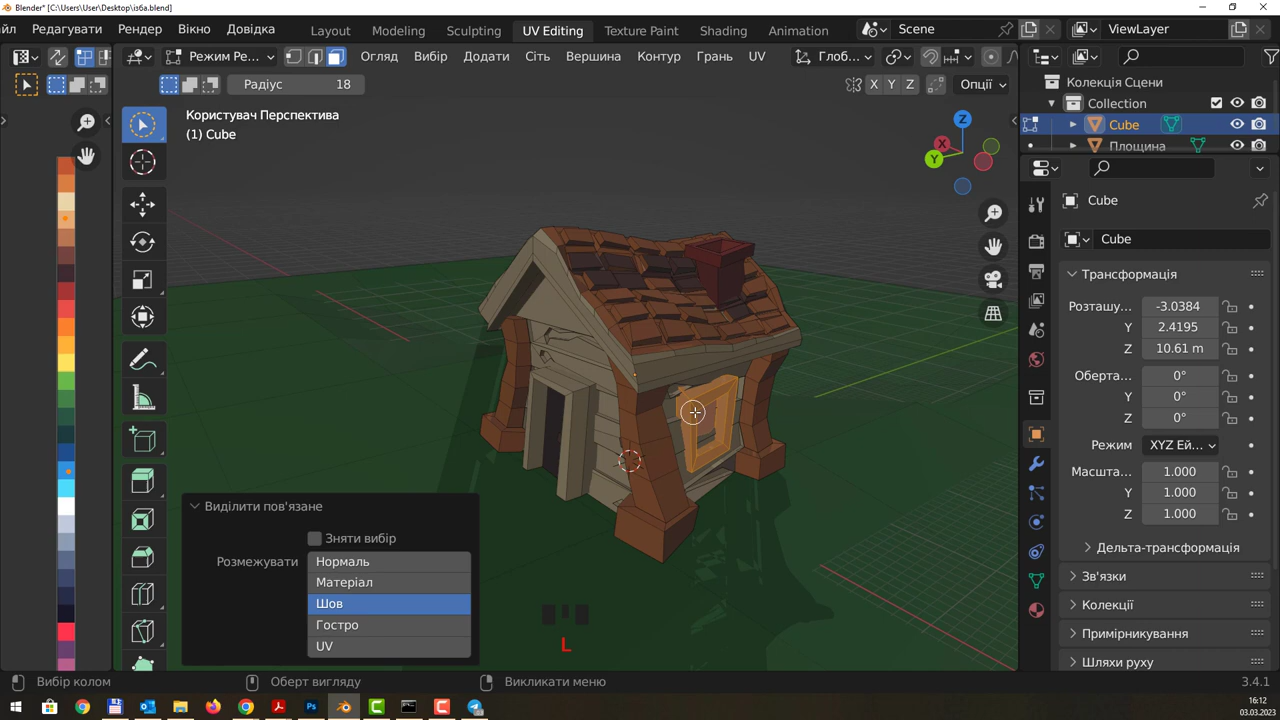 Blender* [C:\Users\User\Desktop\is6a.blend]
йл Редагувати Рендер Вікно Довідка Layout Modeling Sculpting UV Editing Texture Paint Shading Animation Scene ViewLayer
Режим Ре... Огляд Вибір Додати Сіть Вершина Контур Грань UV Глоб...
Радіус 18 X Y Z Опції
Колекція Сцени
Collection
Cube
Площина
Користувач Перспектива
(1) Cube
Z
X
Y
Cube
Cube
Трансформація
Розташу... -3.0384
Y 2.4195
Z 10.61 m
Оберта... 0°
Y 0°
Z 0°
Режим XYZ Ей...
Масшта... 1.000
Y 1.000
Z 1.000
Дельта-трансформація
Зв'язки
Колекції
Примірникування
Шляхи руху
Виділити пов'язане
Зняти вибір
Розмежувати Нормаль
Матеріал
Шов
Гостро
UV
L
Вибір колом Оберт вигляду Викликати меню 3.4.1
16:12
03.03.2023